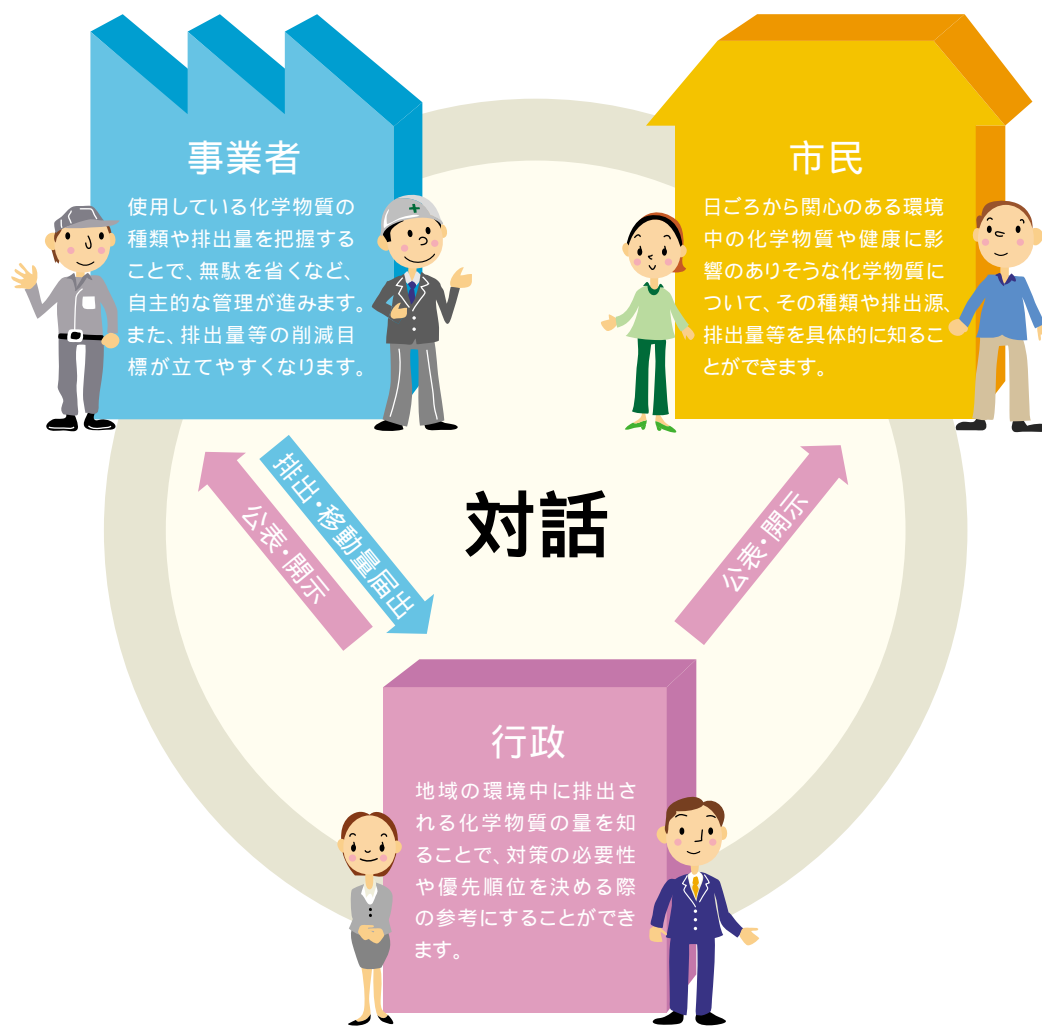 事業者
使用している化学物質の
種類や排出量を把握する
ことで、無駄を省くなど、
自主的な管理が進みます。
また、排出量等の削減目
標が立てやすくなります。
市民
日ごろから関心のある環境
中の化学物質や健康に影
響のありそうな化学物質に
ついて、その種類や排出源、
排出量等を具体的に知るこ
とができます。
排出・移動量届出
公表・開示
対話
公表・開示
行政
地域の環境中に排出さ
れる化学物質の量を知
ることで、対策の必要性
や優先順位を決める際
の参考にすることができ
ます。